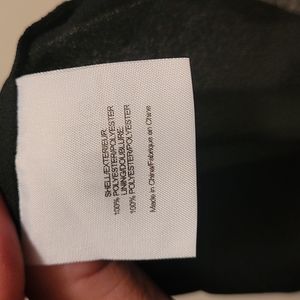 SHELL/EXTERIEUR
100% POLYESTER/POLYESTER
LINING/DOUBLURE:
100% POLYESTER/POLYESTER
Made in China/Fabriqué en Chine